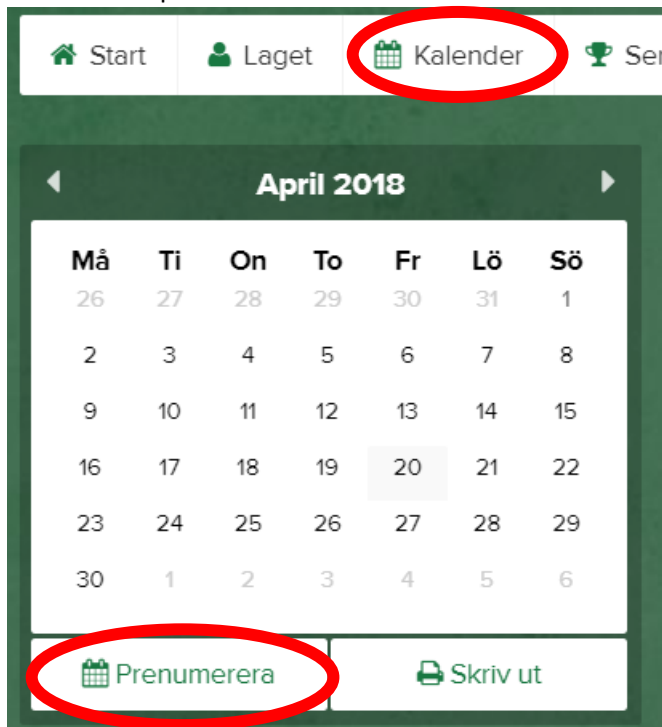 Start Laget Kalender
April 2018
Må Ti On To Fr Lö Sö
26 27 28 29 30 31 1
2 3 4 5 6 7 8
9 10 11 12 13 14 15
16 17 18 19 20 21 22
23 24 25 26 27 28 29
30 1 2 3 4 5 6
Prenumerera Skriv ut